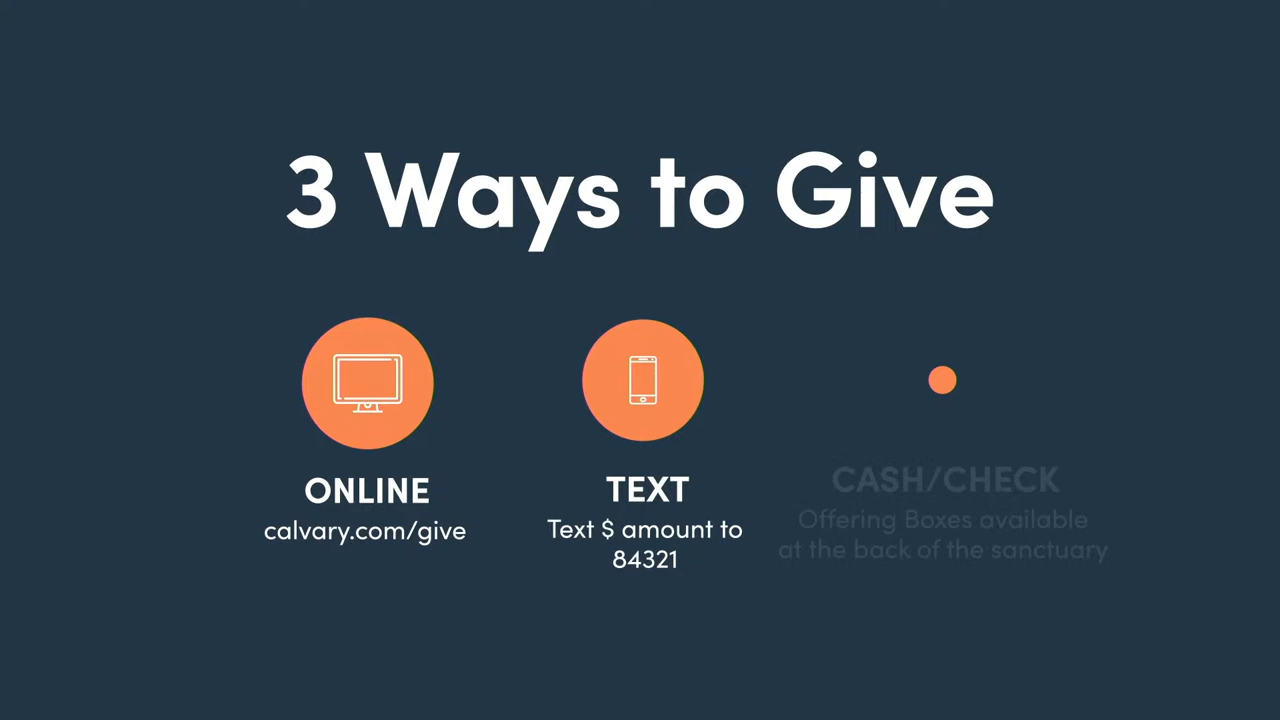 3 Ways to Give
ONLINE
calvary.com/give
TEXT
Text $ amount to
84321
CASH/CHECK
Offering Boxes available
at the back of the sanctuary